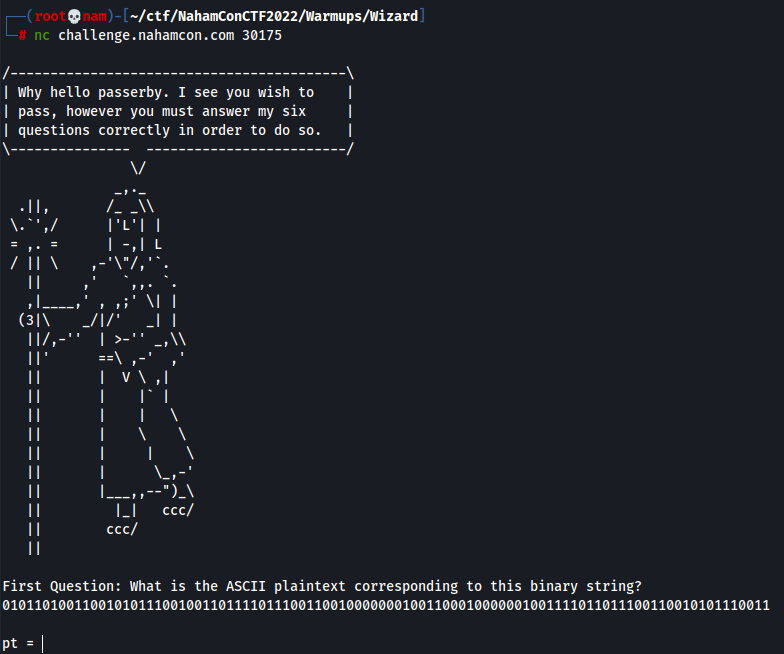 ┌──(root💀nam)-[~/ctf/NahamConCTF2022/Warmups/Wizard]
└─# nc challenge.nahamcon.com 30175
/------------------------------------------\
| Why hello passerby. I see you wish to    |
| pass, however you must answer my six     |
| questions correctly in order to do so.   |
\---------------  -------------------------/
                \/
              _,._
  .||,       /_ _\\
 \.`',/      |'L'| |
 = ,. =      | -,| L
 / || \    ,-'\"/,'`.
   ||     ,'   `,,. `.
   ,|____,' , ,;' \| |
  (3|\    _/|/'   _| |
   ||/,-''  | >-'' _,\\
   ||'      ==\ ,-'  ,'
   ||       |  V \ ,|
   ||       |    |` |
   ||       |    |   \
   ||       |    \    \
   ||       |     |    \
   ||       |      \_,-'
   ||       |___,,--")_\
   ||         |_|   ccc/
   ||        ccc/
   ||
First Question: What is the ASCII plaintext corresponding to this binary string?
010110100110010101110010011011110111001100100000001001100010000001001111011011100110010101110011
pt =